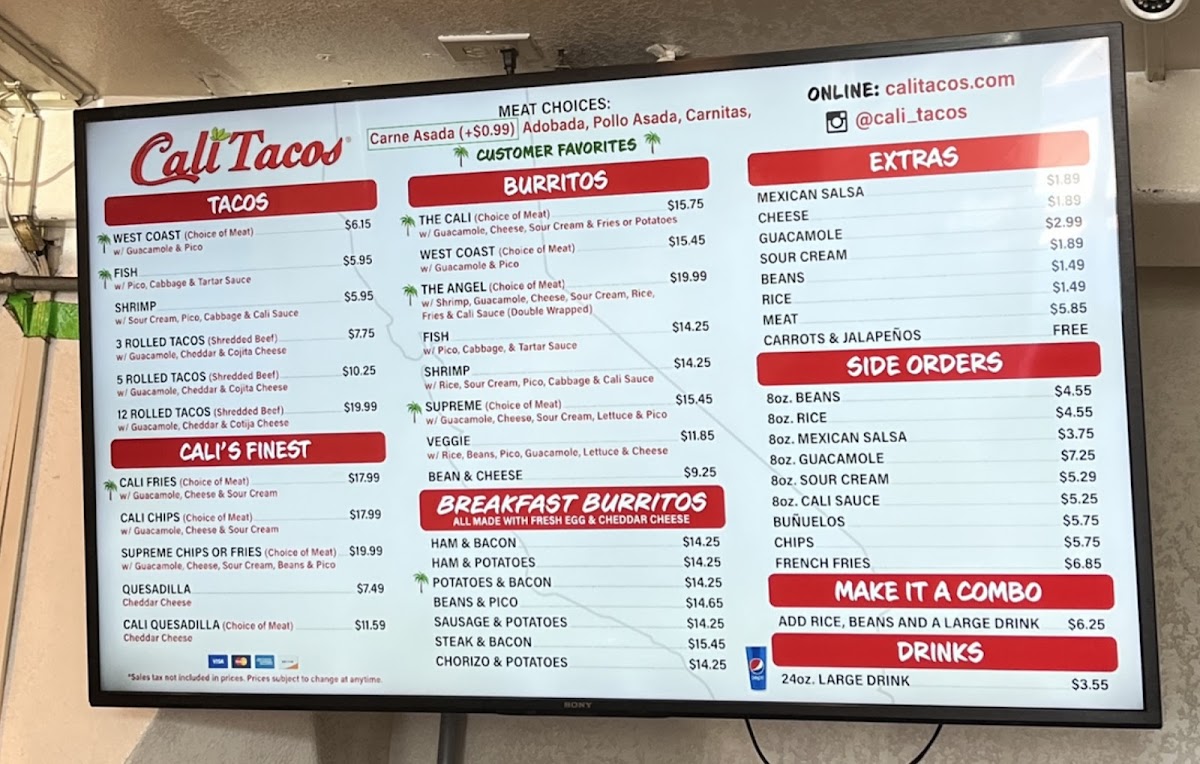 Cali Tacos®
MEAT CHOICES:
Carne Asada (+$0.99) Adobada, Pollo Asada, Carnitas,
CUSTOMER FAVORITES
ONLINE: calitacos.com
@cali_tacos
TACOS
WEST COAST (Choice of Meat) $6.15
w/ Guacamole & Pico
FISH $5.95
w/ Pico, Cabbage & Tartar Sauce
SHRIMP $5.95
w/ Sour Cream, Pico, Cabbage & Cali Sauce
3 ROLLED TACOS (Shredded Beef) $7.75
w/ Guacamole, Cheddar & Cojita Cheese
5 ROLLED TACOS (Shredded Beef) $10.25
w/ Guacamole, Cheddar & Cojita Cheese
12 ROLLED TACOS (Shredded Beef) $19.99
w/ Guacamole, Cheddar & Cotija Cheese
CALI'S FINEST
CALI FRIES (Choice of Meat) $17.99
w/ Guacamole, Cheese & Sour Cream
CALI CHIPS (Choice of Meat) $17.99
w/ Guacamole, Cheese & Sour Cream
SUPREME CHIPS OR FRIES (Choice of Meat) $19.99
w/ Guacamole, Cheese, Sour Cream, Beans & Pico
QUESADILLA $7.49
Cheddar Cheese
CALI QUESADILLA (Choice of Meat) $11.59
Cheddar Cheese
VISA
*Sales tax not included in prices. Prices subject to change at anytime.
BURRITOS
THE CALI (Choice of Meat) $15.75
w/ Guacamole, Cheese, Sour Cream & Fries or Potatoes
WEST COAST (Choice of Meat) $15.45
w/ Guacamole & Pico
THE ANGEL (Choice of Meat) $19.99
w/ Shrimp, Guacamole, Cheese, Sour Cream, Rice,
Fries & Cali Sauce (Double Wrapped)
FISH $14.25
w/ Pico, Cabbage, & Tartar Sauce
SHRIMP $14.25
w/ Rice, Sour Cream, Pico, Cabbage & Cali Sauce
SUPREME (Choice of Meat) $15.45
w/ Guacamole, Cheese, Sour Cream, Lettuce & Pico
VEGGIE $11.85
w/ Rice, Beans, Pico, Guacamole, Lettuce & Cheese
BEAN & CHEESE $9.25
BREAKFAST BURRITOS
ALL MADE WITH FRESH EGG & CHEDDAR CHEESE
HAM & BACON $14.25
HAM & POTATOES $14.25
POTATOES & BACON $14.25
BEANS & PICO $14.65
SAUSAGE & POTATOES $14.25
STEAK & BACON $15.45
CHORIZO & POTATOES $14.25
EXTRAS
MEXICAN SALSA $1.89
CHEESE $1.89
GUACAMOLE $2.99
SOUR CREAM $1.89
BEANS $1.49
RICE $1.49
MEAT $5.85
CARROTS & JALAPEÑOS FREE
SIDE ORDERS
8oz. BEANS $4.55
8oz. RICE $4.55
8oz. MEXICAN SALSA $3.75
8oz. GUACAMOLE $7.25
8oz. SOUR CREAM $5.29
8oz. CALI SAUCE $5.25
BUÑUELOS $5.75
CHIPS $5.75
FRENCH FRIES $6.85
MAKE IT A COMBO
ADD RICE, BEANS AND A LARGE DRINK $6.25
DRINKS
24oz. LARGE DRINK $3.55
SONY